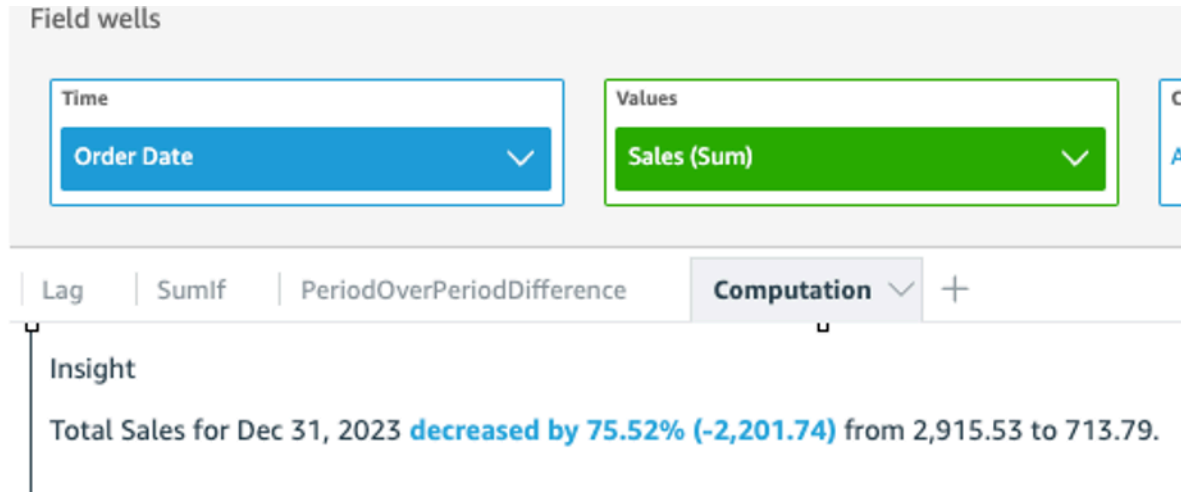 Field wells
Time
Values
Order Date
Sales (Sum)
Lag
SumIf
PeriodOverPeriodDifference
Computation
Insight
Total Sales for Dec 31, 2023 decreased by 75.52% (-2,201.74) from 2,915.53 to 713.79.